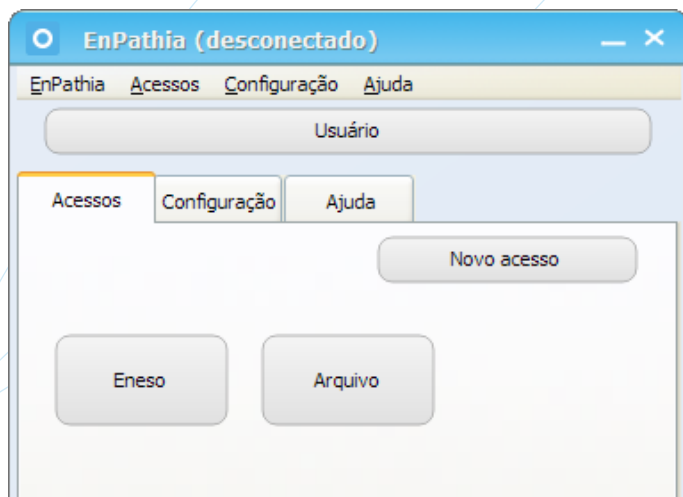 EnPathia (desconectado)
EnPathia Acessos Configuração Ajuda
Usuário
Acessos Configuração Ajuda
Novo acesso
Eneso Arquivo